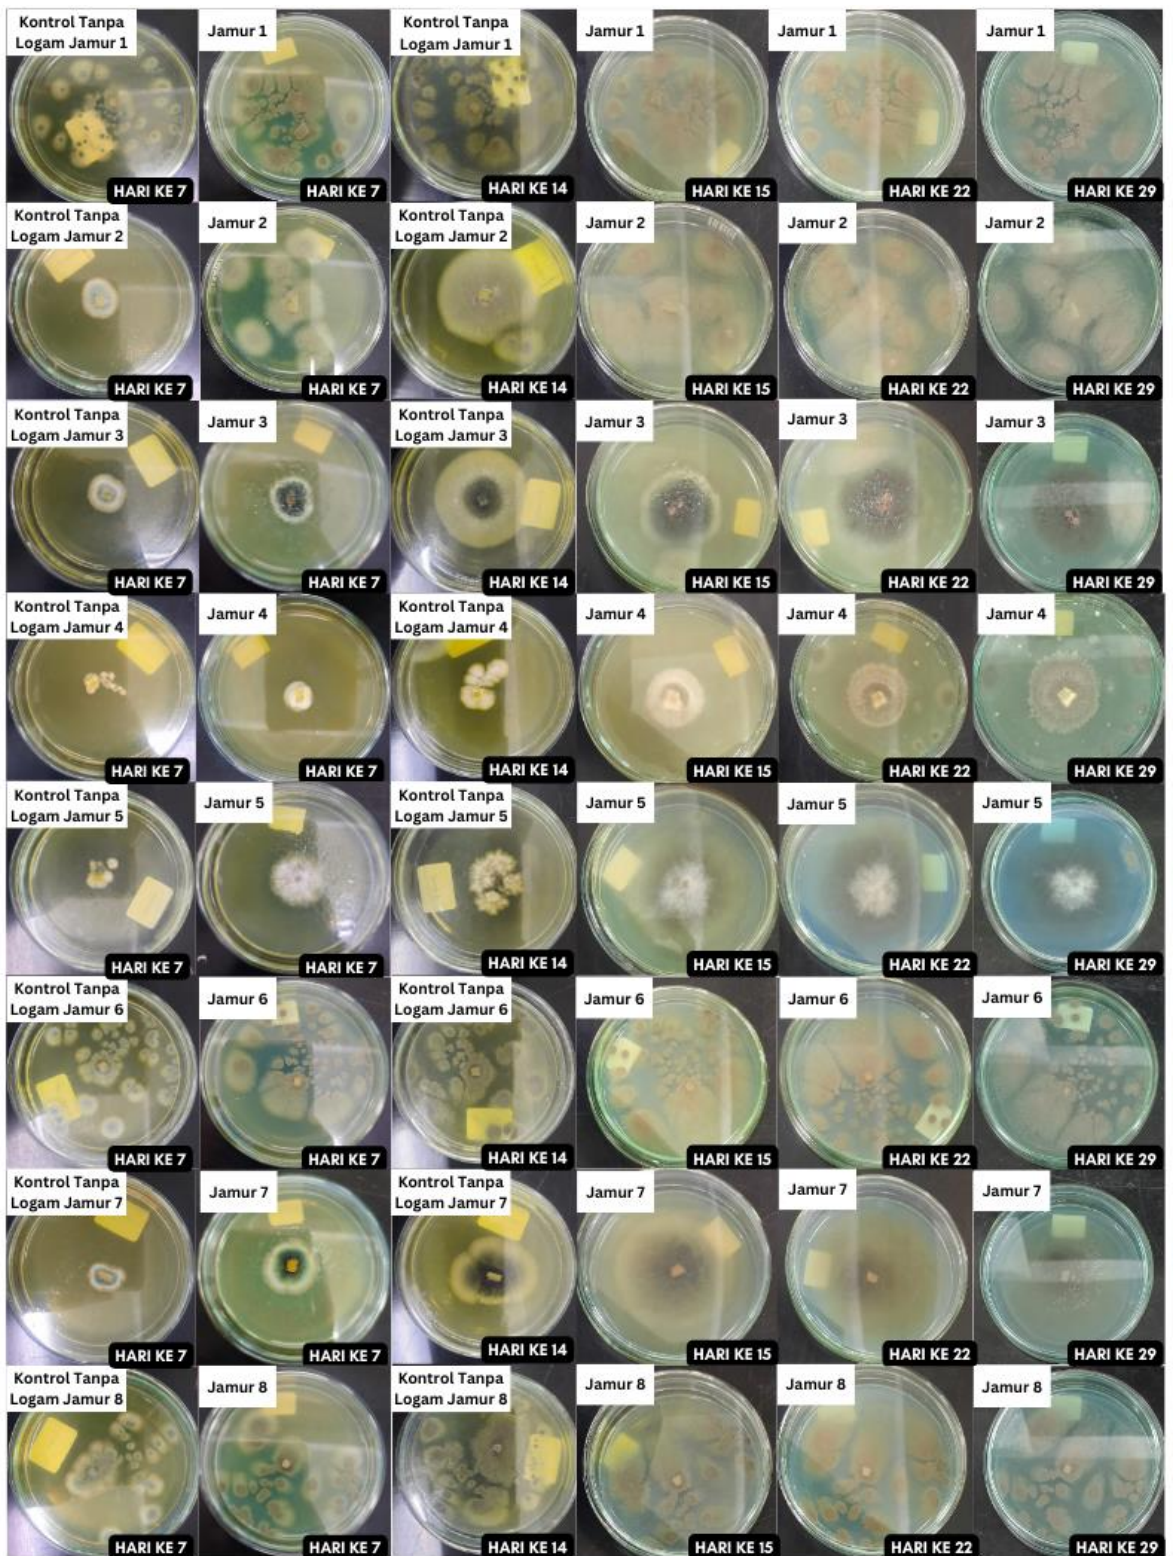 Kontrol Tanpa
Logam Jamur 1
HARI KE 7
Jamur 1
HARI KE 7
Kontrol Tanpa
Logam Jamur 1
HARI KE 14
Jamur 1
HARI KE 15
Jamur 1
HARI KE 22
Jamur 1
HARI KE 29
Kontrol Tanpa
Logam Jamur 2
HARI KE 7
Jamur 2
HARI KE 7
Kontrol Tanpa
Logam Jamur 2
HARI KE 14
Jamur 2
HARI KE 15
Jamur 2
HARI KE 22
Jamur 2
HARI KE 29
Kontrol Tanpa
Logam Jamur 3
HARI KE 7
Jamur 3
HARI KE 7
Kontrol Tanpa
Logam Jamur 3
HARI KE 14
Jamur 3
HARI KE 15
Jamur 3
HARI KE 22
Jamur 3
HARI KE 29
Kontrol Tanpa
Logam Jamur 4
HARI KE 7
Jamur 4
HARI KE 7
Kontrol Tanpa
Logam Jamur 4
HARI KE 14
Jamur 4
HARI KE 15
Jamur 4
HARI KE 22
Jamur 4
HARI KE 29
Kontrol Tanpa
Logam Jamur 5
HARI KE 7
Jamur 5
HARI KE 7
Kontrol Tanpa
Logam Jamur 5
HARI KE 14
Jamur 5
HARI KE 15
Jamur 5
HARI KE 22
Jamur 5
HARI KE 29
Kontrol Tanpa
Logam Jamur 6
HARI KE 7
Jamur 6
HARI KE 7
Kontrol Tanpa
Logam Jamur 6
HARI KE 14
Jamur 6
HARI KE 15
Jamur 6
HARI KE 22
Jamur 6
HARI KE 29
Kontrol Tanpa
Logam Jamur 7
HARI KE 7
Jamur 7
HARI KE 7
Kontrol Tanpa
Logam Jamur 7
HARI KE 14
Jamur 7
HARI KE 15
Jamur 7
HARI KE 22
Jamur 7
HARI KE 29
Kontrol Tanpa
Logam Jamur 8
HARI KE 7
Jamur 8
HARI KE 7
Kontrol Tanpa
Logam Jamur 8
HARI KE 14
Jamur 8
HARI KE 15
Jamur 8
HARI KE 22
Jamur 8
HARI KE 29